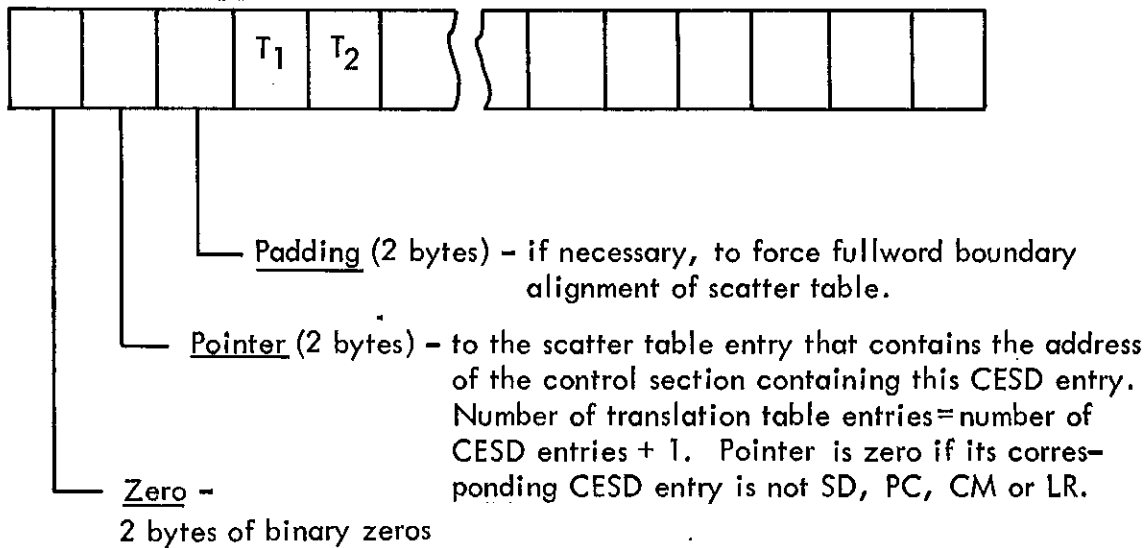 T1 T2
Padding (2 bytes) - if necessary, to force fullword boundary
alignment of scatter table.
Pointer (2 bytes) - to the scatter table entry that contains the address
of the control section containing this CESD entry.
Number of translation table entries=number of
CESD entries + 1. Pointer is zero if its corres-
ponding CESD entry is not SD, PC, CM or LR.
Zero -
2 bytes of binary zeros